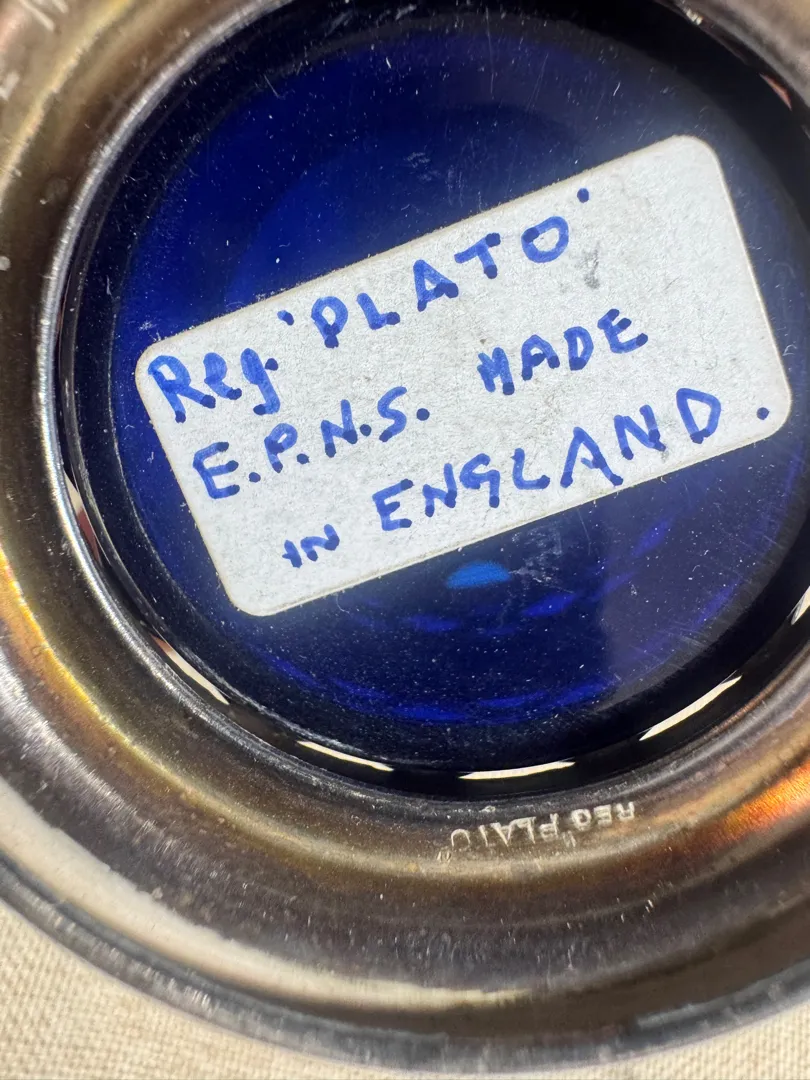 Reg. 'PLATO'
E.P.N.S. MADE
IN ENGLAND.
REG PLATO